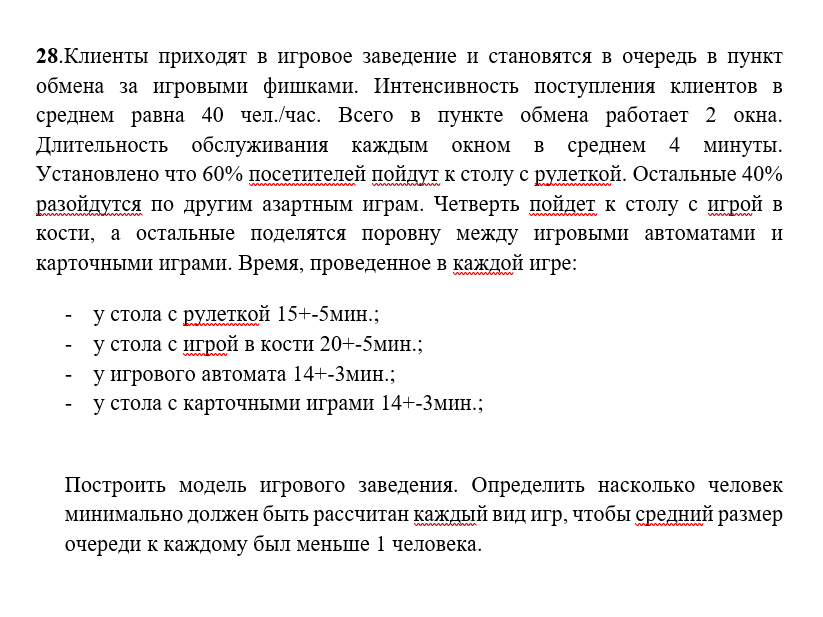 28.Клиенты приходят в игровое заведение и становятся в очередь в пункт
обмена за игровыми фишками. Интенсивность поступления клиентов в
среднем равна 40 чел./час. Всего в пункте обмена работает 2 окна.
Длительность обслуживания каждым окном в среднем 4 минуты.
Установлено что 60% посетителей пойдут к столу с рулеткой. Остальные 40%
разойдутся по другим азартным играм. Четверть пойдет к столу с игрой в
кости, а остальные поделятся поровну между игровыми автоматами и
карточными играми. Время, проведенное в каждой игре:
- у стола с рулеткой 15+-5мин.;
- у стола с игрой в кости 20+-5мин.;
- у игрового автомата 14+-3мин.;
- у стола с карточными играми 14+-3мин.;
Построить модель игрового заведения. Определить насколько человек
минимально должен быть рассчитан каждый вид игр, чтобы средний размер
очереди к каждому был меньше 1 человека.